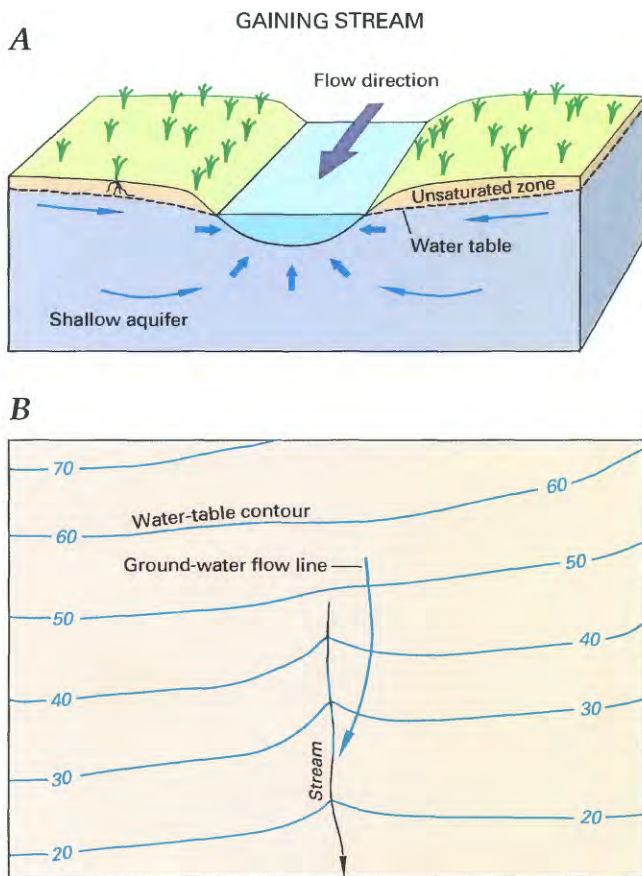 GAINING STREAM
A
Flow direction
Unsaturated zone
Water table
Shallow aquifer
B
70
60
60
Water-table contour
Ground-water flow line
50
50
40
40
30
30
Stream
20
20